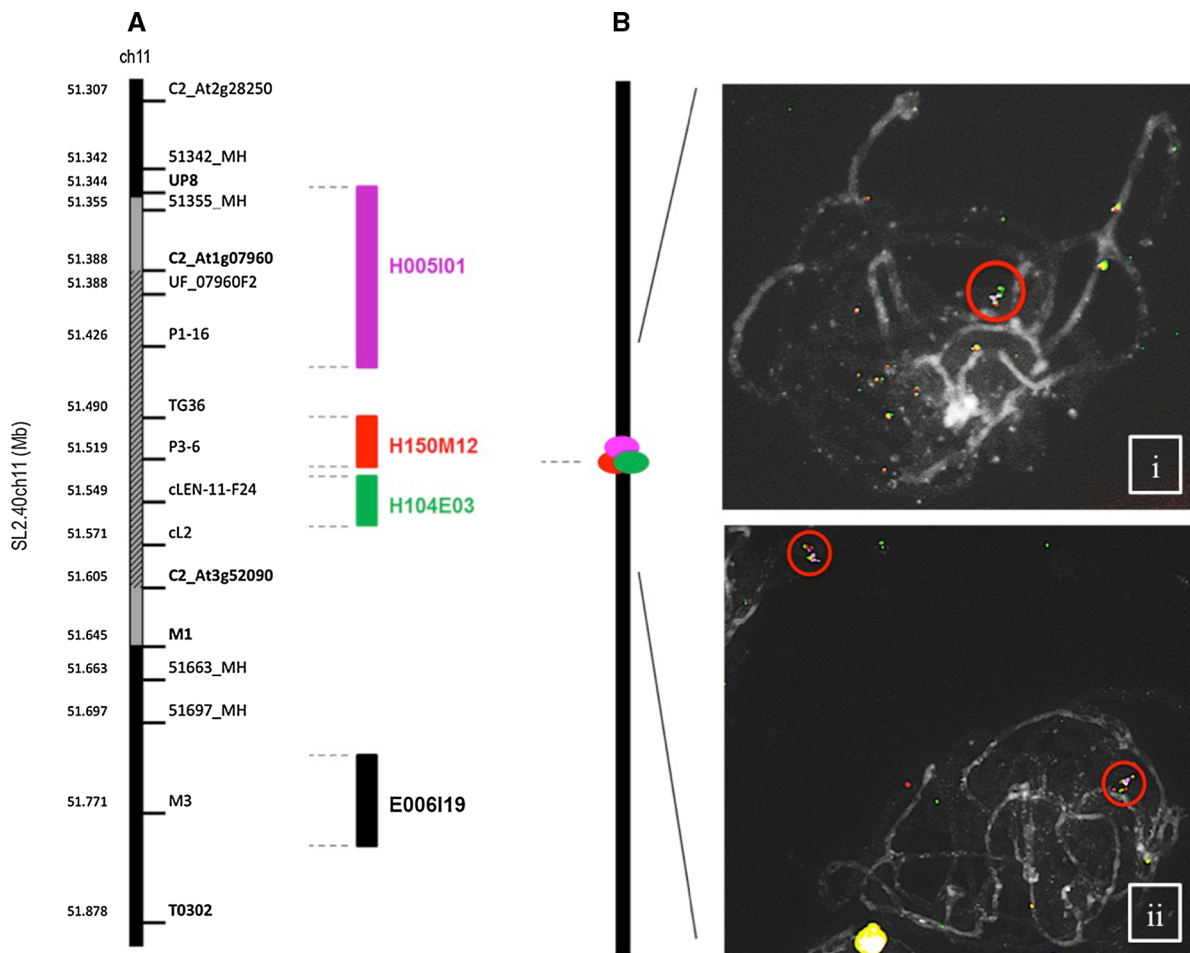 A
B
ch11
51.307 C2_At2g28250
51.342 51342_MH
51.344 UP8
51.355 51355_MH
51.388 C2_At1g07960
51.388 UF_07960F2
51.426 P1-16
51.490 TG36
51.519 P3-6
51.549 cLEN-11-F24
51.571 cL2
51.605 C2_At3g52090
51.645 M1
51.663 51663_MH
51.697 51697_MH
51.771 M3
51.878 T0302
SL2.40ch11 (Mb)
H005I01
H150M12
H104E03
E006I19
i
ii